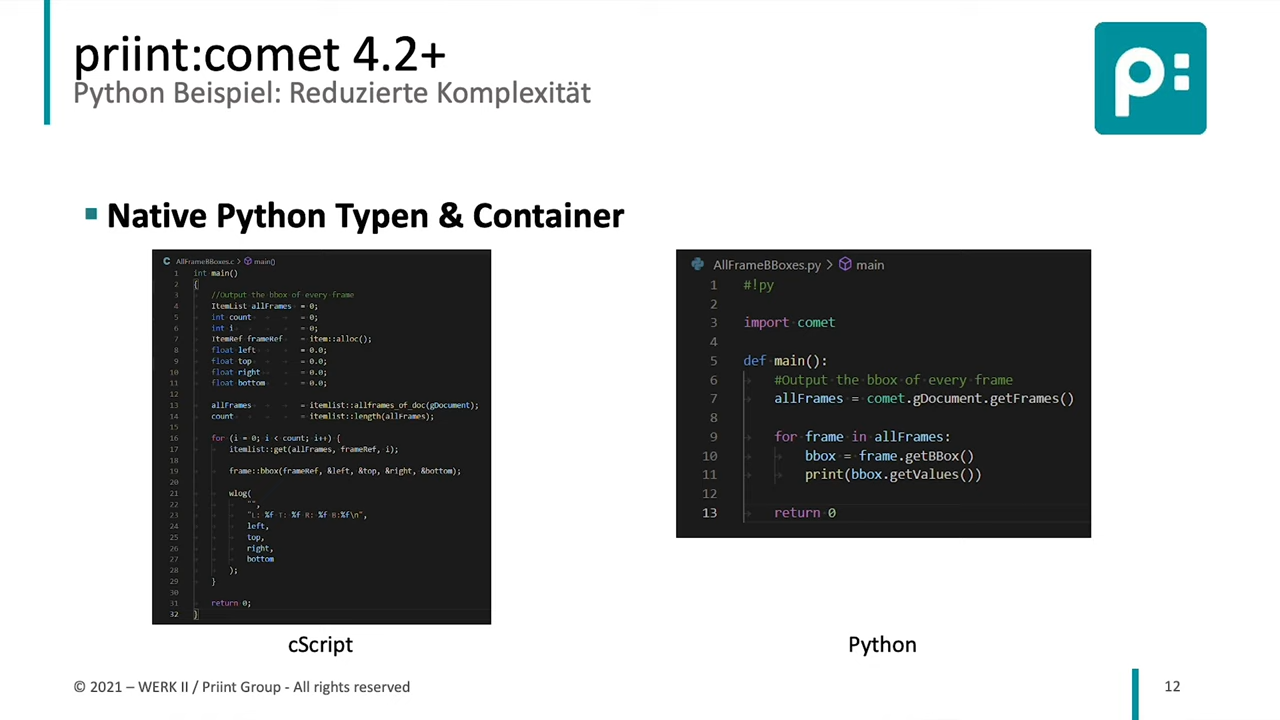 priint:comet 4.2+
Python Beispiel: Reduzierte Komplexität
p:
Native Python Typen & Container
C AllFrameBBoxes.c > main()
1 int main()
2 {
3 //Output the bbox of every frame
4 ItemList allFrames = 0;
5 int count = 0;
6 int i = 0;
7 ItemRef frameRef = item::alloc();
8 float left = 0.0;
9 float top = 0.0;
10 float right = 0.0;
11 float bottom = 0.0;
12
13 allFrames = itemlist::allframes_of_doc(gDocument);
14 count = itemlist::length(allFrames);
15
16 for (i = 0; i < count; i++) {
17 itemlist::get(allFrames, frameRef, i);
18
19 frame::bbox(frameRef, &left, &top, &right, &bottom);
20
21 wlog(
22 "",
23 "L: %f T: %f R: %f B:%f\n",
24 left,
25 top,
26 right,
27 bottom
28 );
29 }
30
31 return 0;
32 }
cScript
AllFrameBBoxes.py > main
1 #!py
2
3 import comet
4
5 def main():
6 #Output the bbox of every frame
7 allFrames = comet.gDocument.getFrames()
8
9 for frame in allFrames:
10 bbox = frame.getBBox()
11 print(bbox.getValues())
12
13 return 0
Python
© 2021 – WERK II / Priint Group - All rights reserved
12